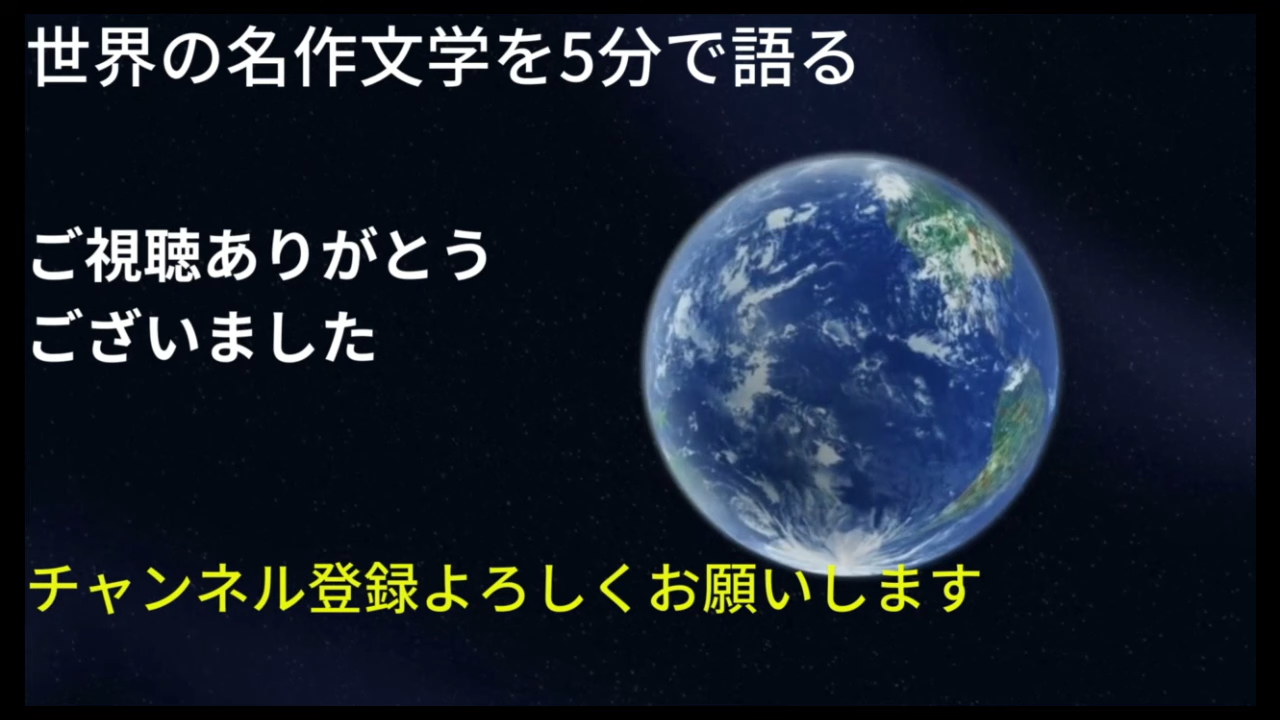 世界の名作文学を5分で語る
ご視聴ありがとう
ございました
チャンネル登録よろしくお願いします